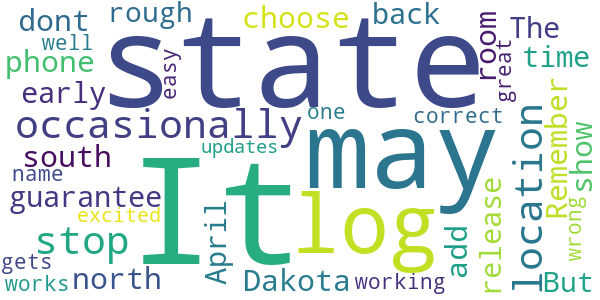 dont
rough
choose
back
room
The
well
phone
easy
state
great
time
early
occasionally
one
correct
may
location
Remember
show
south
updates
It
name
guarantee
log
wrong
excited
April
release
stop
add
gets
works
north
Dakota
working
But